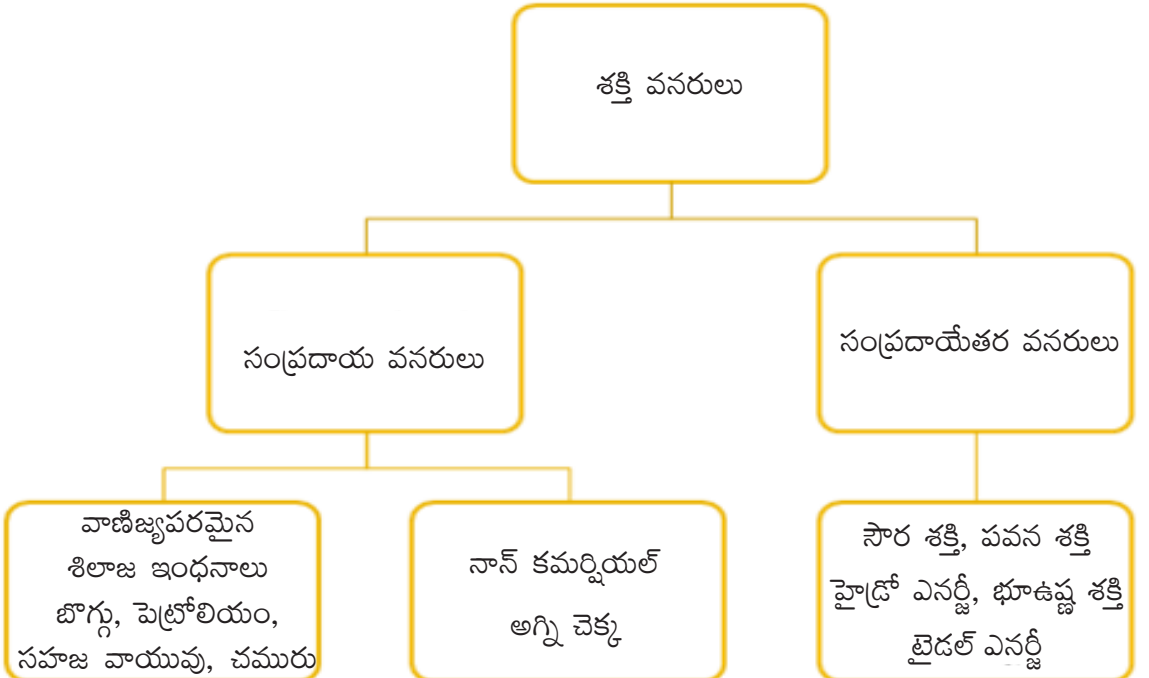 శక్తి వనరులు
సంప్రదాయ వనరులు
సంప్రదాయేతర వనరులు
వాణిజ్యపరమైన
శిలాజ ఇంధనాలు
బొగ్గు, పెట్రోలియం,
సహజ వాయువు, చమురు
నాన్ కమర్షియల్
అగ్ని చెక్క
సౌర శక్తి, పవన శక్తి
హైడ్రో ఎనర్జీ, భూఉష్ణ శక్తి
టైడల్ ఎనర్జీ